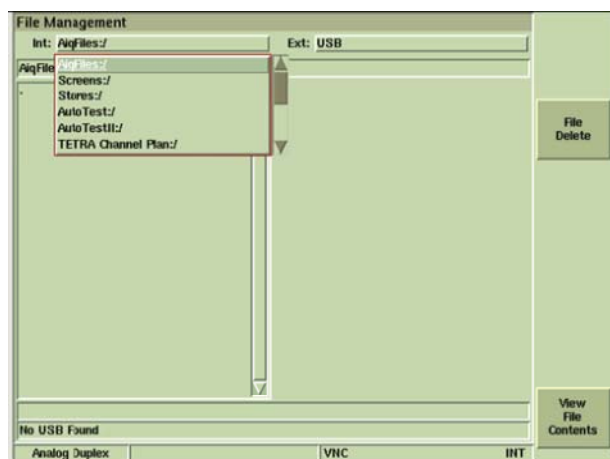 File Management
Int: AiqFiles:/ Ext: USB
AiqFile
AiqFiles:/
Screens:/
Stores:/
AutoTest:/
AutoTestII:/
TETRA Channel Plan:/
File
Delete
View
File
Contents
No USB Found
Analog Duplex VNC INT